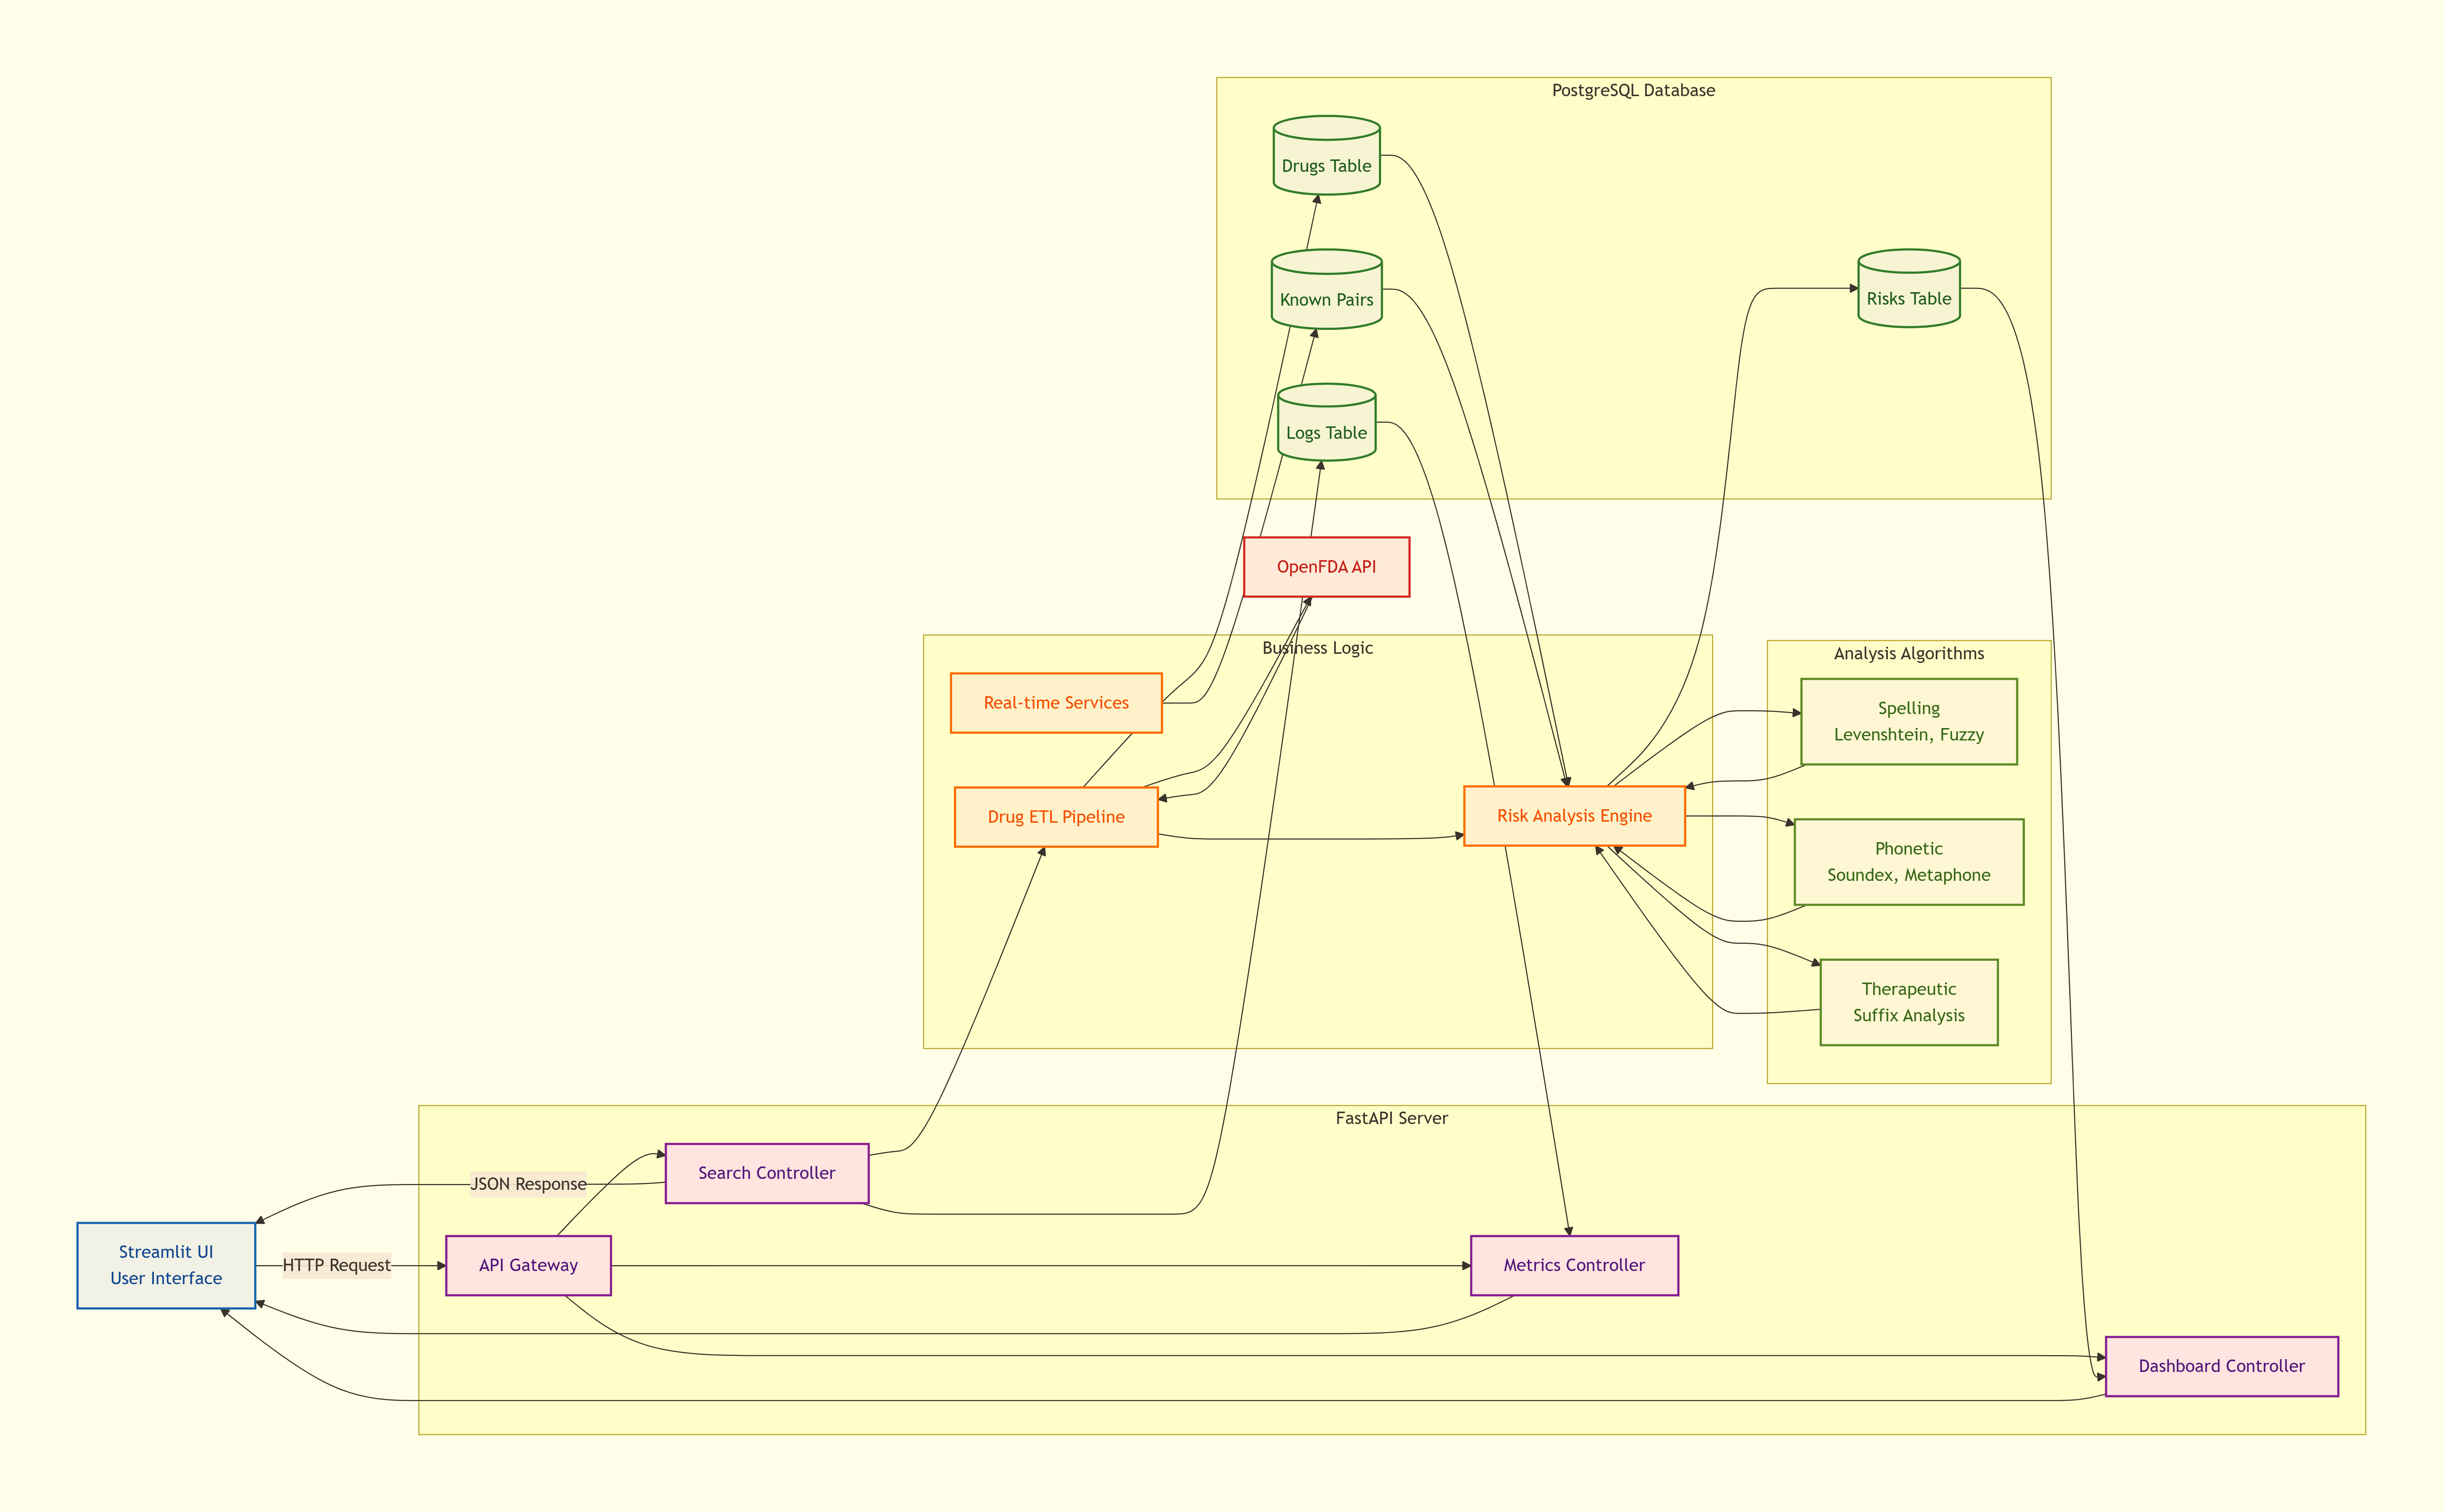 PostgreSQL Database
Drugs Table
Known Pairs
Risks Table
Logs Table
OpenFDA API
Business Logic
Real-time Services
Drug ETL Pipeline
Risk Analysis Engine
Analysis Algorithms
Spelling
Levenshtein, Fuzzy
Phonetic
Soundex, Metaphone
Therapeutic
Suffix Analysis
FastAPI Server
Search Controller
JSON Response
Streamlit UI
User Interface
HTTP Request
API Gateway
Metrics Controller
Dashboard Controller